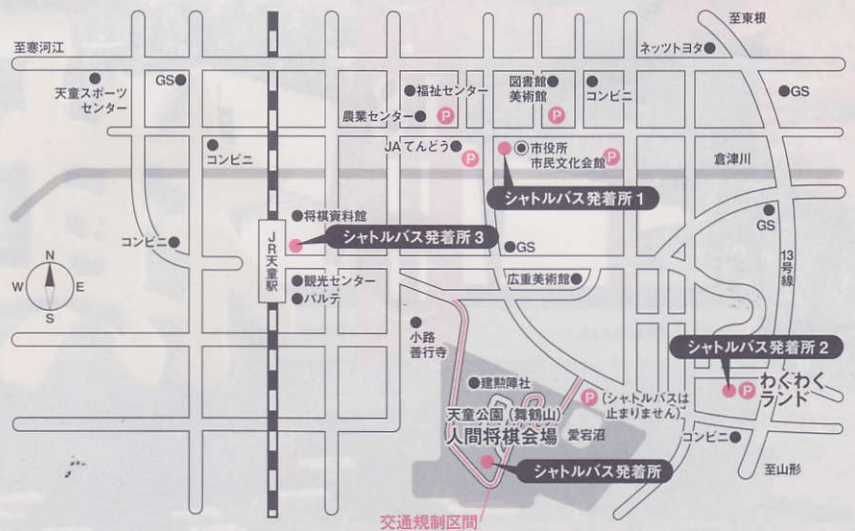 至寒河江
至東根
ネッツトヨタ
天童スポーツ
センター
GS
福祉センター
図書館
美術館
コンビニ
GS
農業センター
P
P
コンビニ
JAてんどう
P
市役所
市民文化会館
P
倉津川
シャトルバス発着所1
将棋資料館
シャトルバス発着所3
コンビニ
JR天童駅
GS
GS
13号線
N
W
E
S
観光センター
パルテ
広重美術館
小路
善行寺
シャトルバス発着所2
建勲陣社
P
(シャトルバスは
止まりません)
P
わくわく
ランド
天童公園(舞鶴山)
人間将棋会場
愛宕沼
コンビニ
シャトルバス発着所
至山形
交通規制区間